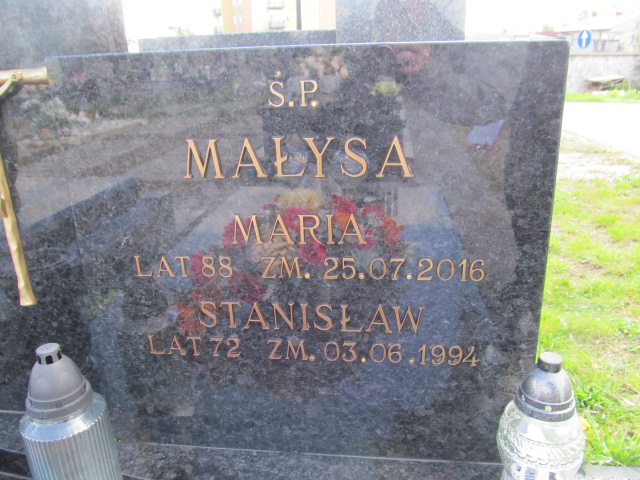 Ś.P.
MAŁYSA
MARIA
LAT 88 ZM. 25.07.2016
STANISŁAW
LAT 72 ZM. 03.06.1994